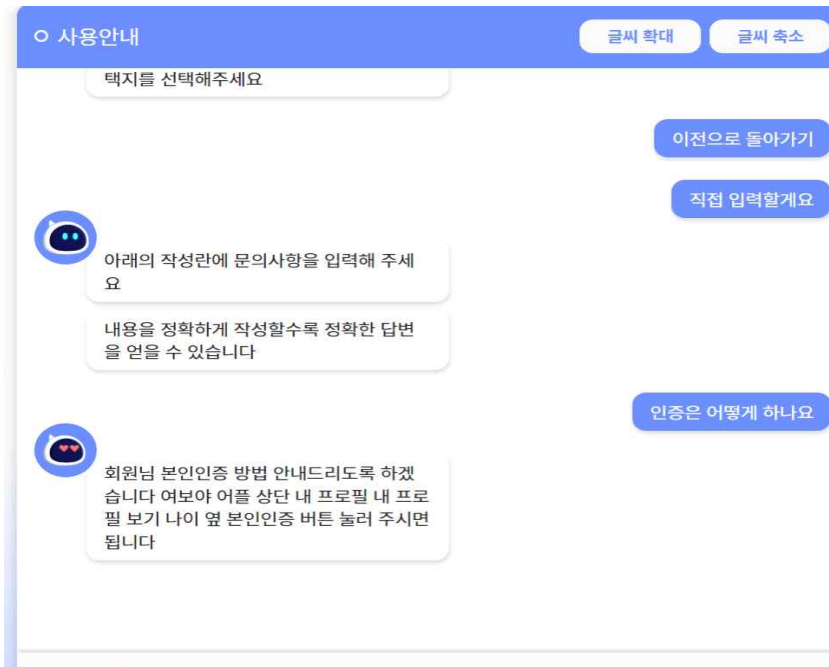 ㅇ 사용안내
글씨 확대
글씨 축소
택지를 선택해주세요
이전으로 돌아가기
직접 입력할게요
아래의 작성란에 문의사항을 입력해 주세
요
내용을 정확하게 작성할수록 정확한 답변
을 얻을 수 있습니다
인증은 어떻게 하나요
회원님 본인인증 방법 안내드리도록 하겠
습니다 여보야 어플 상단 내 프로필 내 프로
필 보기 나이 옆 본인인증 버튼 눌러 주시면
됩니다